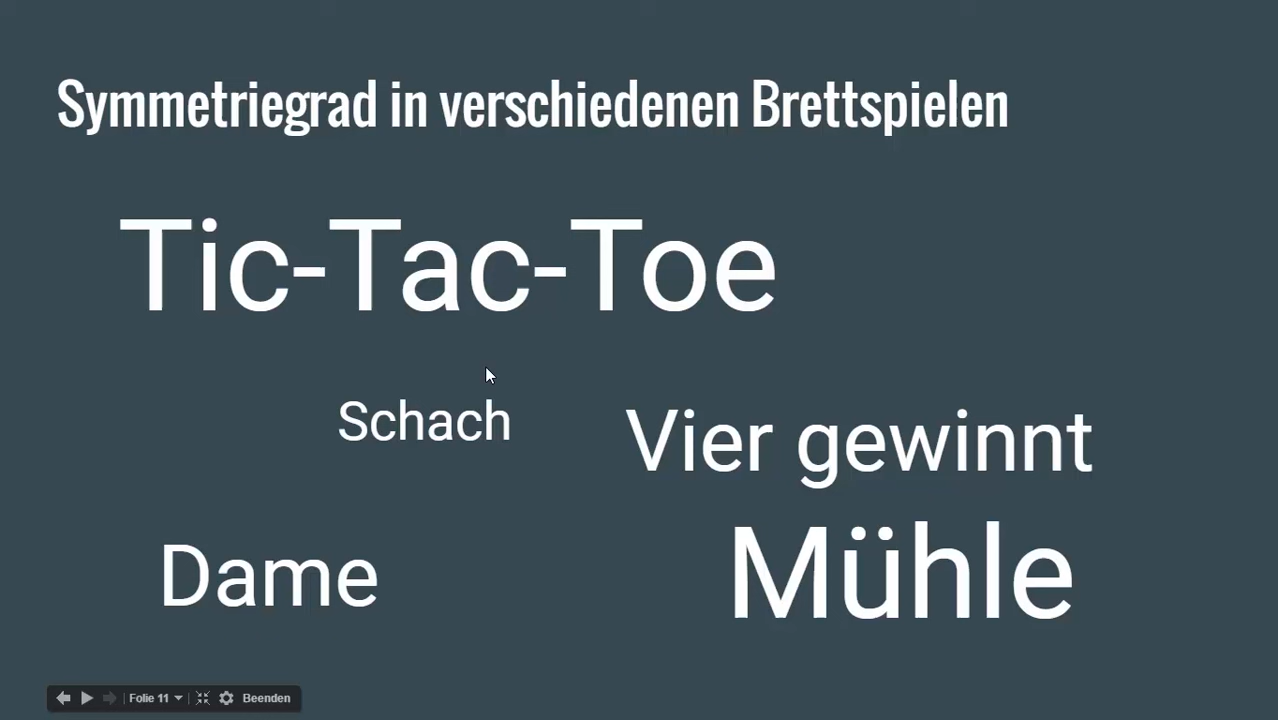 Symmetriegrad in verschiedenen Brettspielen
Tic-Tac-Toe
Schach
Vier gewinnt
Dame
Mühle
Folie 11
Beenden